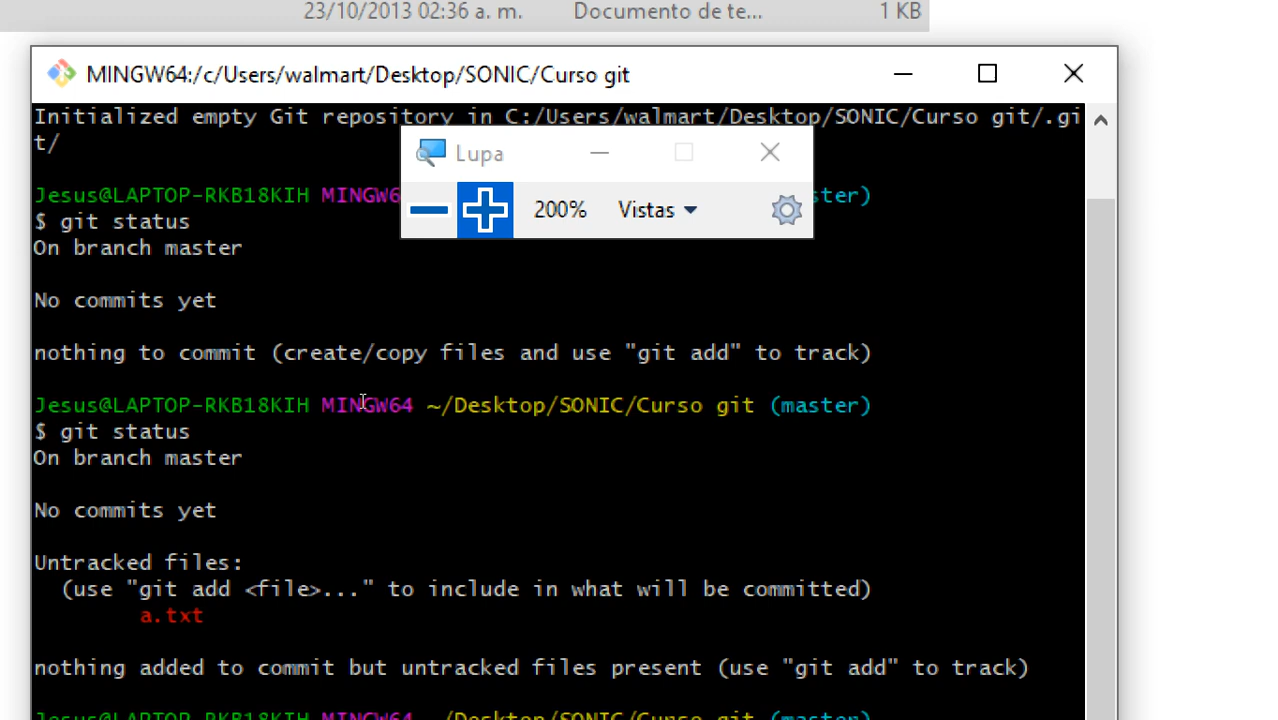 23/10/2013 02:36 a. m. Documento de te... 1 KB
MINGW64:/c/Users/walmart/Desktop/SONIC/Curso git
Initialized empty Git repository in C:/Users/walmart/Desktop/SONIC/Curso git/.gi
t/
Lupa
Jesus@LAPTOP-RKB18KIH MINGW6 ster)
200% Vistas
$ git status
On branch master
No commits yet
nothing to commit (create/copy files and use "git add" to track)
Jesus@LAPTOP-RKB18KIH MINGW64 ~/Desktop/SONIC/Curso git (master)
$ git status
On branch master
No commits yet
Untracked files:
(use "git add <file>..." to include in what will be committed)
a.txt
nothing added to commit but untracked files present (use "git add" to track)
Jesus@LAPTOP-RKB18KIH MINGW64 ~/Desktop/SONIC/Curso git (master)